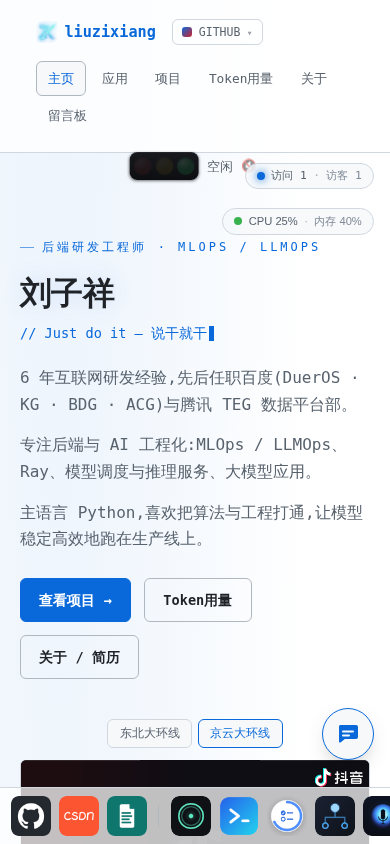 liuzixiang GITHUB ▾
主页 应用 项目 Token用量 关于
留言板
空闲
访问 1 · 访客 1
CPU 25% · 内存 40%
—— 后端研发工程师 · MLOPS / LLMOPS
刘子祥
// Just do it — 说干就干
6 年互联网研发经验,先后任职百度(DuerOS ·
KG · BDG · ACG)与腾讯 TEG 数据平台部。
专注后端与 AI 工程化:MLOps / LLMOps、
Ray、模型调度与推理服务、大模型应用。
主语言 Python,喜欢把算法与工程打通,让模型
稳定高效地跑在生产线上。
查看项目 → Token用量
关于 / 简历
东北大环线 京云大环线
抖音
CSDN